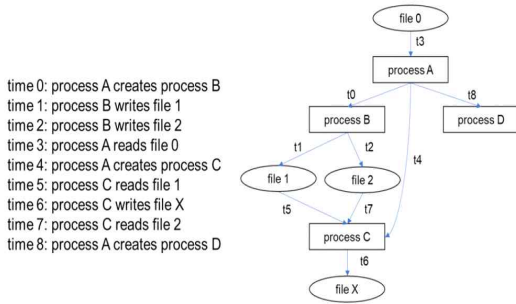 time 0: process A creates process B
time 1: process B writes file 1
time 2: process B writes file 2
time 3: process A reads file 0
time 4: process A creates process C
time 5: process C reads file 1
time 6: process C writes file X
time 7: process C reads file 2
time 8: process A creates process D
file 0
t3
process A
t0
t8
process B
process D
t1
t2
t4
file 1
file 2
t5
t7
process C
t6
file X